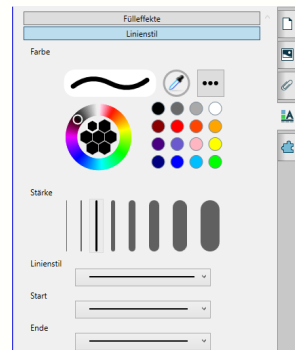 Fülleffekte
Linienstil
Farbe
Stärke
Linienstil
Start
Ende